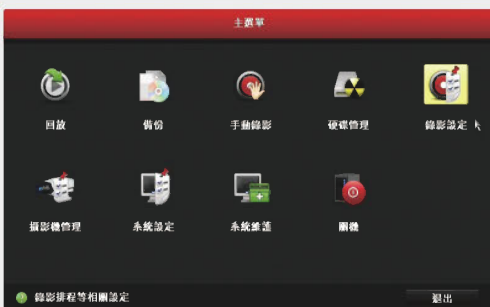 主選單
回放
備份
手動錄影
硬碟管理
錄影設定
攝影機管理
系統設定
系統維護
關機
錄影排程等相關設定
退出